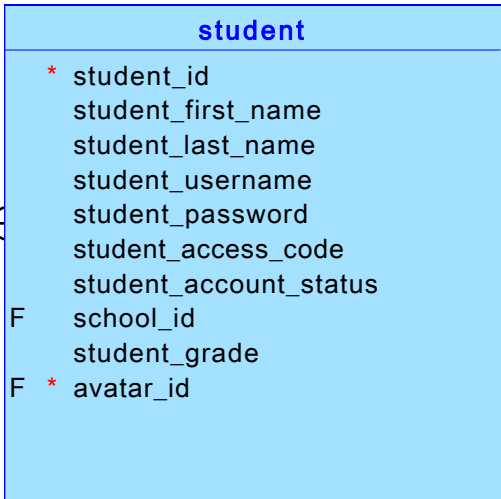 student
* student_id
student_first_name
student_last_name
student_username
student_password
student_access_code
student_account_status
F school_id
student_grade
F * avatar_id